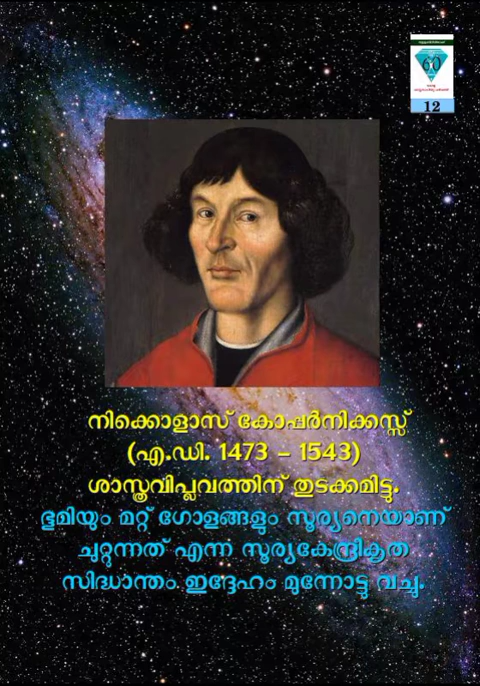 60
12
നിക്കൊളാസ് കോപ്പർനിക്കസ്സ്
(എ.ഡി. 1473 – 1543)
ശാസ്ത്രവിപ്ലവത്തിന് തുടക്കമിട്ടു.
ഭൂമിയും മറ്റ് ഗോളങ്ങളും സൂര്യനെയാണ്
ചുറ്റുന്നത് എന്ന സൂര്യകേന്ദ്രീകൃത
സിദ്ധാന്തം ഇദ്ദേഹം മുന്നോട്ടു വച്ചു.